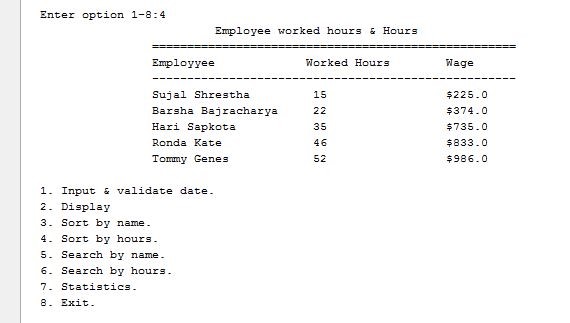 Enter option 1-8:4
Employee worked hours & Hours
Employyee Worked Hours Wage
Sujal Shrestha 15 $225.0
Barsha Bajracharya 22 $374.0
Hari Sapkota 35 $735.0
Ronda Kate 46 $833.0
Tommy Genes 52 $986.0
1. Input & validate date.
2. Display
3. Sort by name.
4. Sort by hours.
5. Search by name.
6. Search by hours.
7. Statistics.
8. Exit.